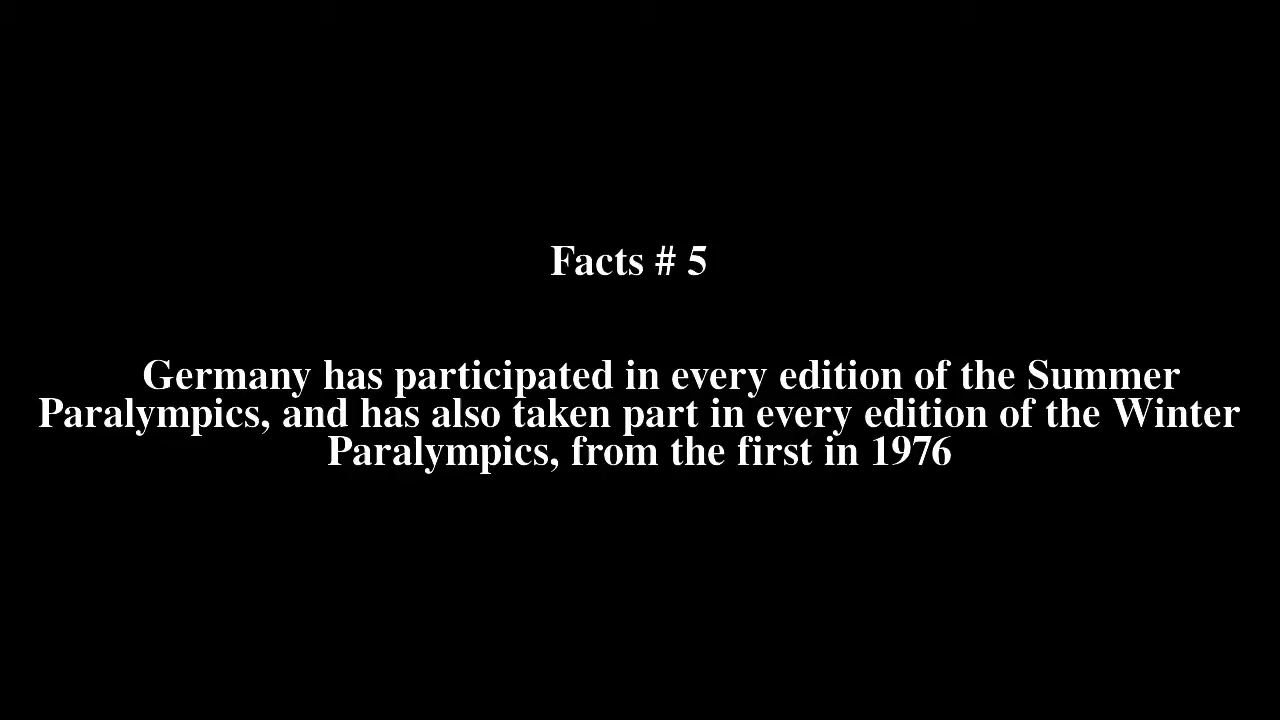 Facts # 5
Germany has participated in every edition of the Summer
Paralympics, and has also taken part in every edition of the Winter
Paralympics, from the first in 1976